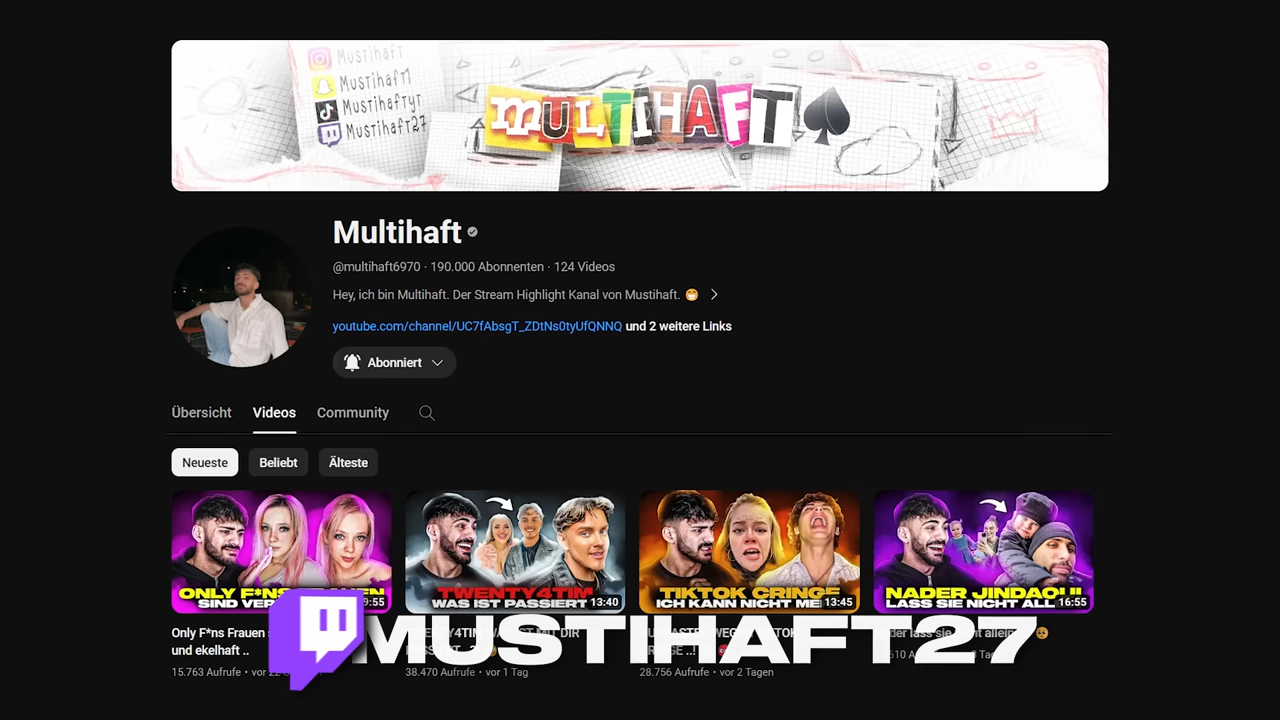 Mustihaft
Mustihaft1
Mustihaftyt
Mustihaft27
MULTIHAFT
Multihaft
@multihaft6970 · 190.000 Abonnenten · 124 Videos
Hey, ich bin Multihaft. Der Stream Highlight Kanal von Mustihaft. 😁
youtube.com/channel/UC7fAbsgT_ZDtNs0tyUfQNNQ und 2 weitere Links
Abonniert
Übersicht Videos Community
Neueste Beliebt Älteste
ONLY F*NS
SIND VER
9:55
TWENTY4TIM
WAS IST PASSIERT
13:40
TIKTOK CRINGE
ICH KANN NICHT ME
13:45
NADER JINDAOUI
LASS SIE NICHT ALL
16:55
Only F*ns Frauen
und ekelhaft ..
15.763 Aufrufe • vor 22
38.470 Aufrufe • vor 1 Tag
28.756 Aufrufe • vor 2 Tagen
MUSTIHAFT27